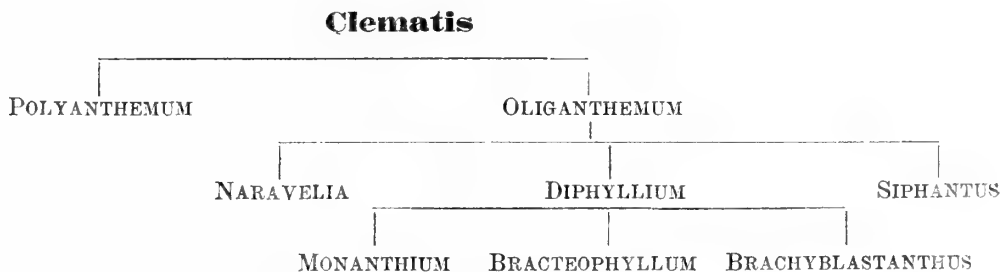 Clematis
POLYANTHEMUM OLIGANTHEMUM
NARAVELIA DIPHYLLIUM SIPHANTUS
MONANTHIUM BRACTEOPHYLLUM BRACHYBLASTANTHUS